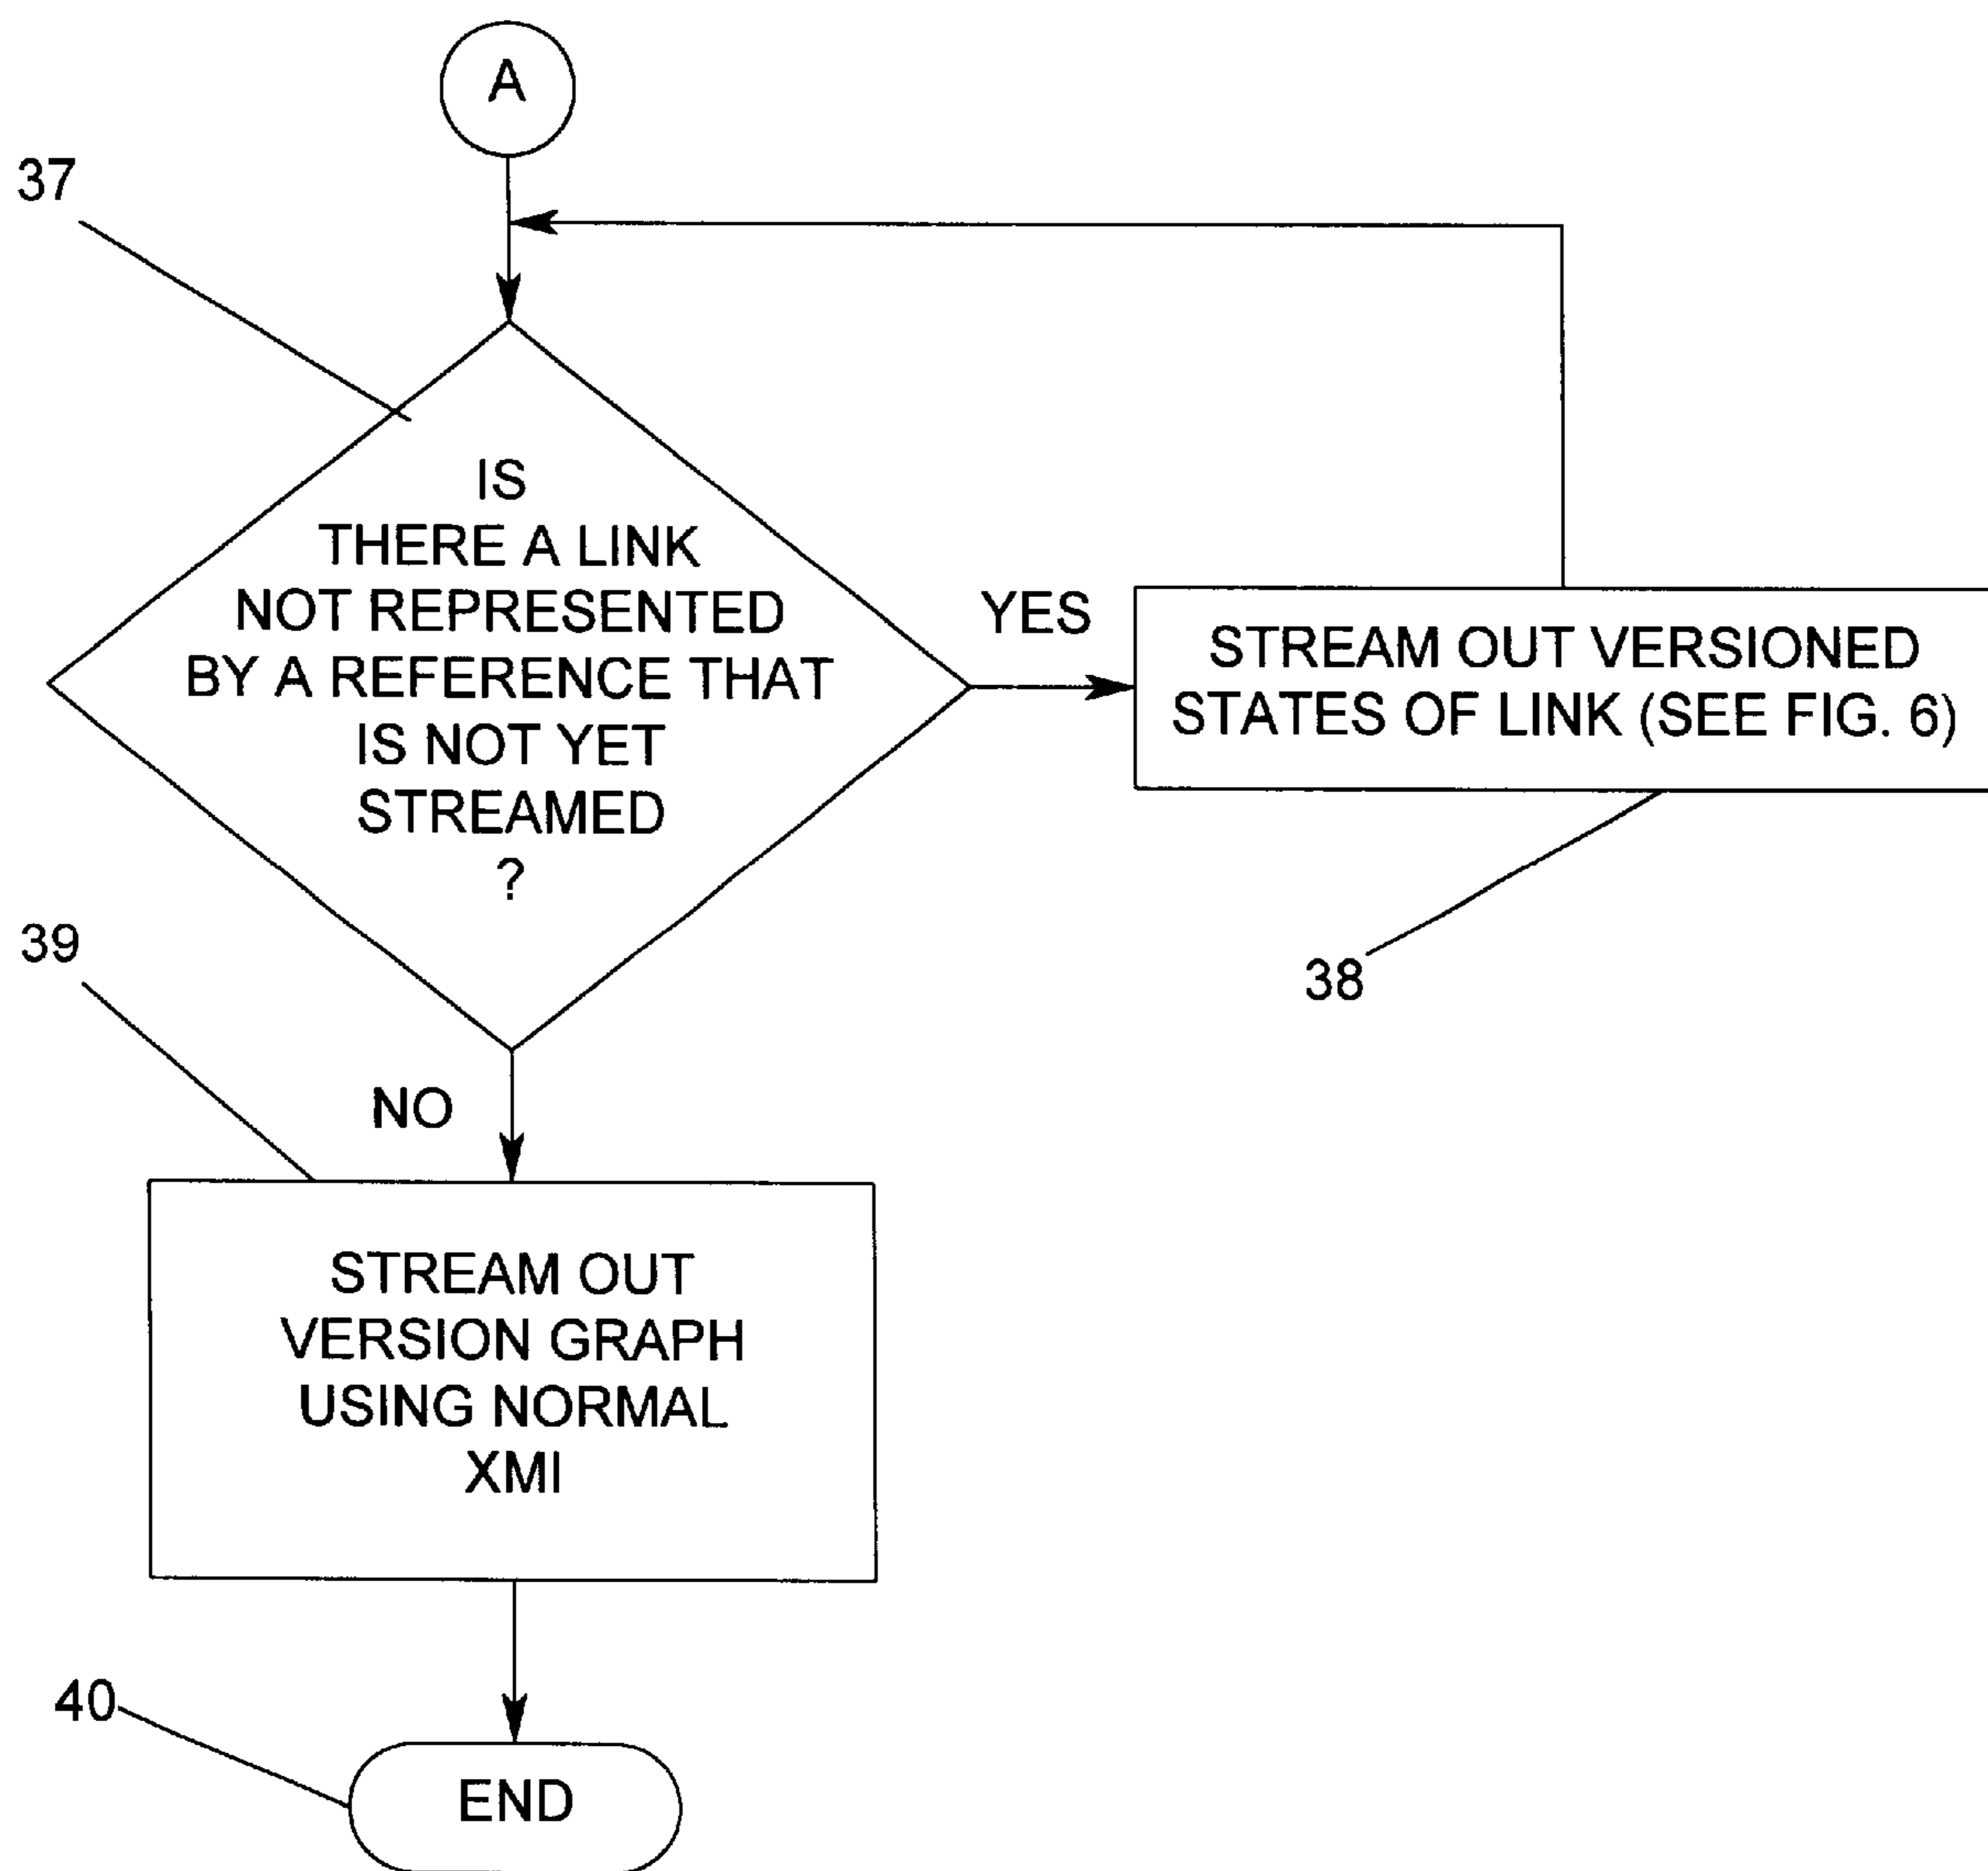 A
37
IS
THERE A LINK
NOT REPRESENTED
BY A REFERENCE THAT
IS NOT YET
STREAMED
?
YES
STREAM OUT VERSIONED
STATES OF LINK (SEE FIG. 6)
38
39
NO
STREAM OUT
VERSION GRAPH
USING NORMAL
XMI
40
END